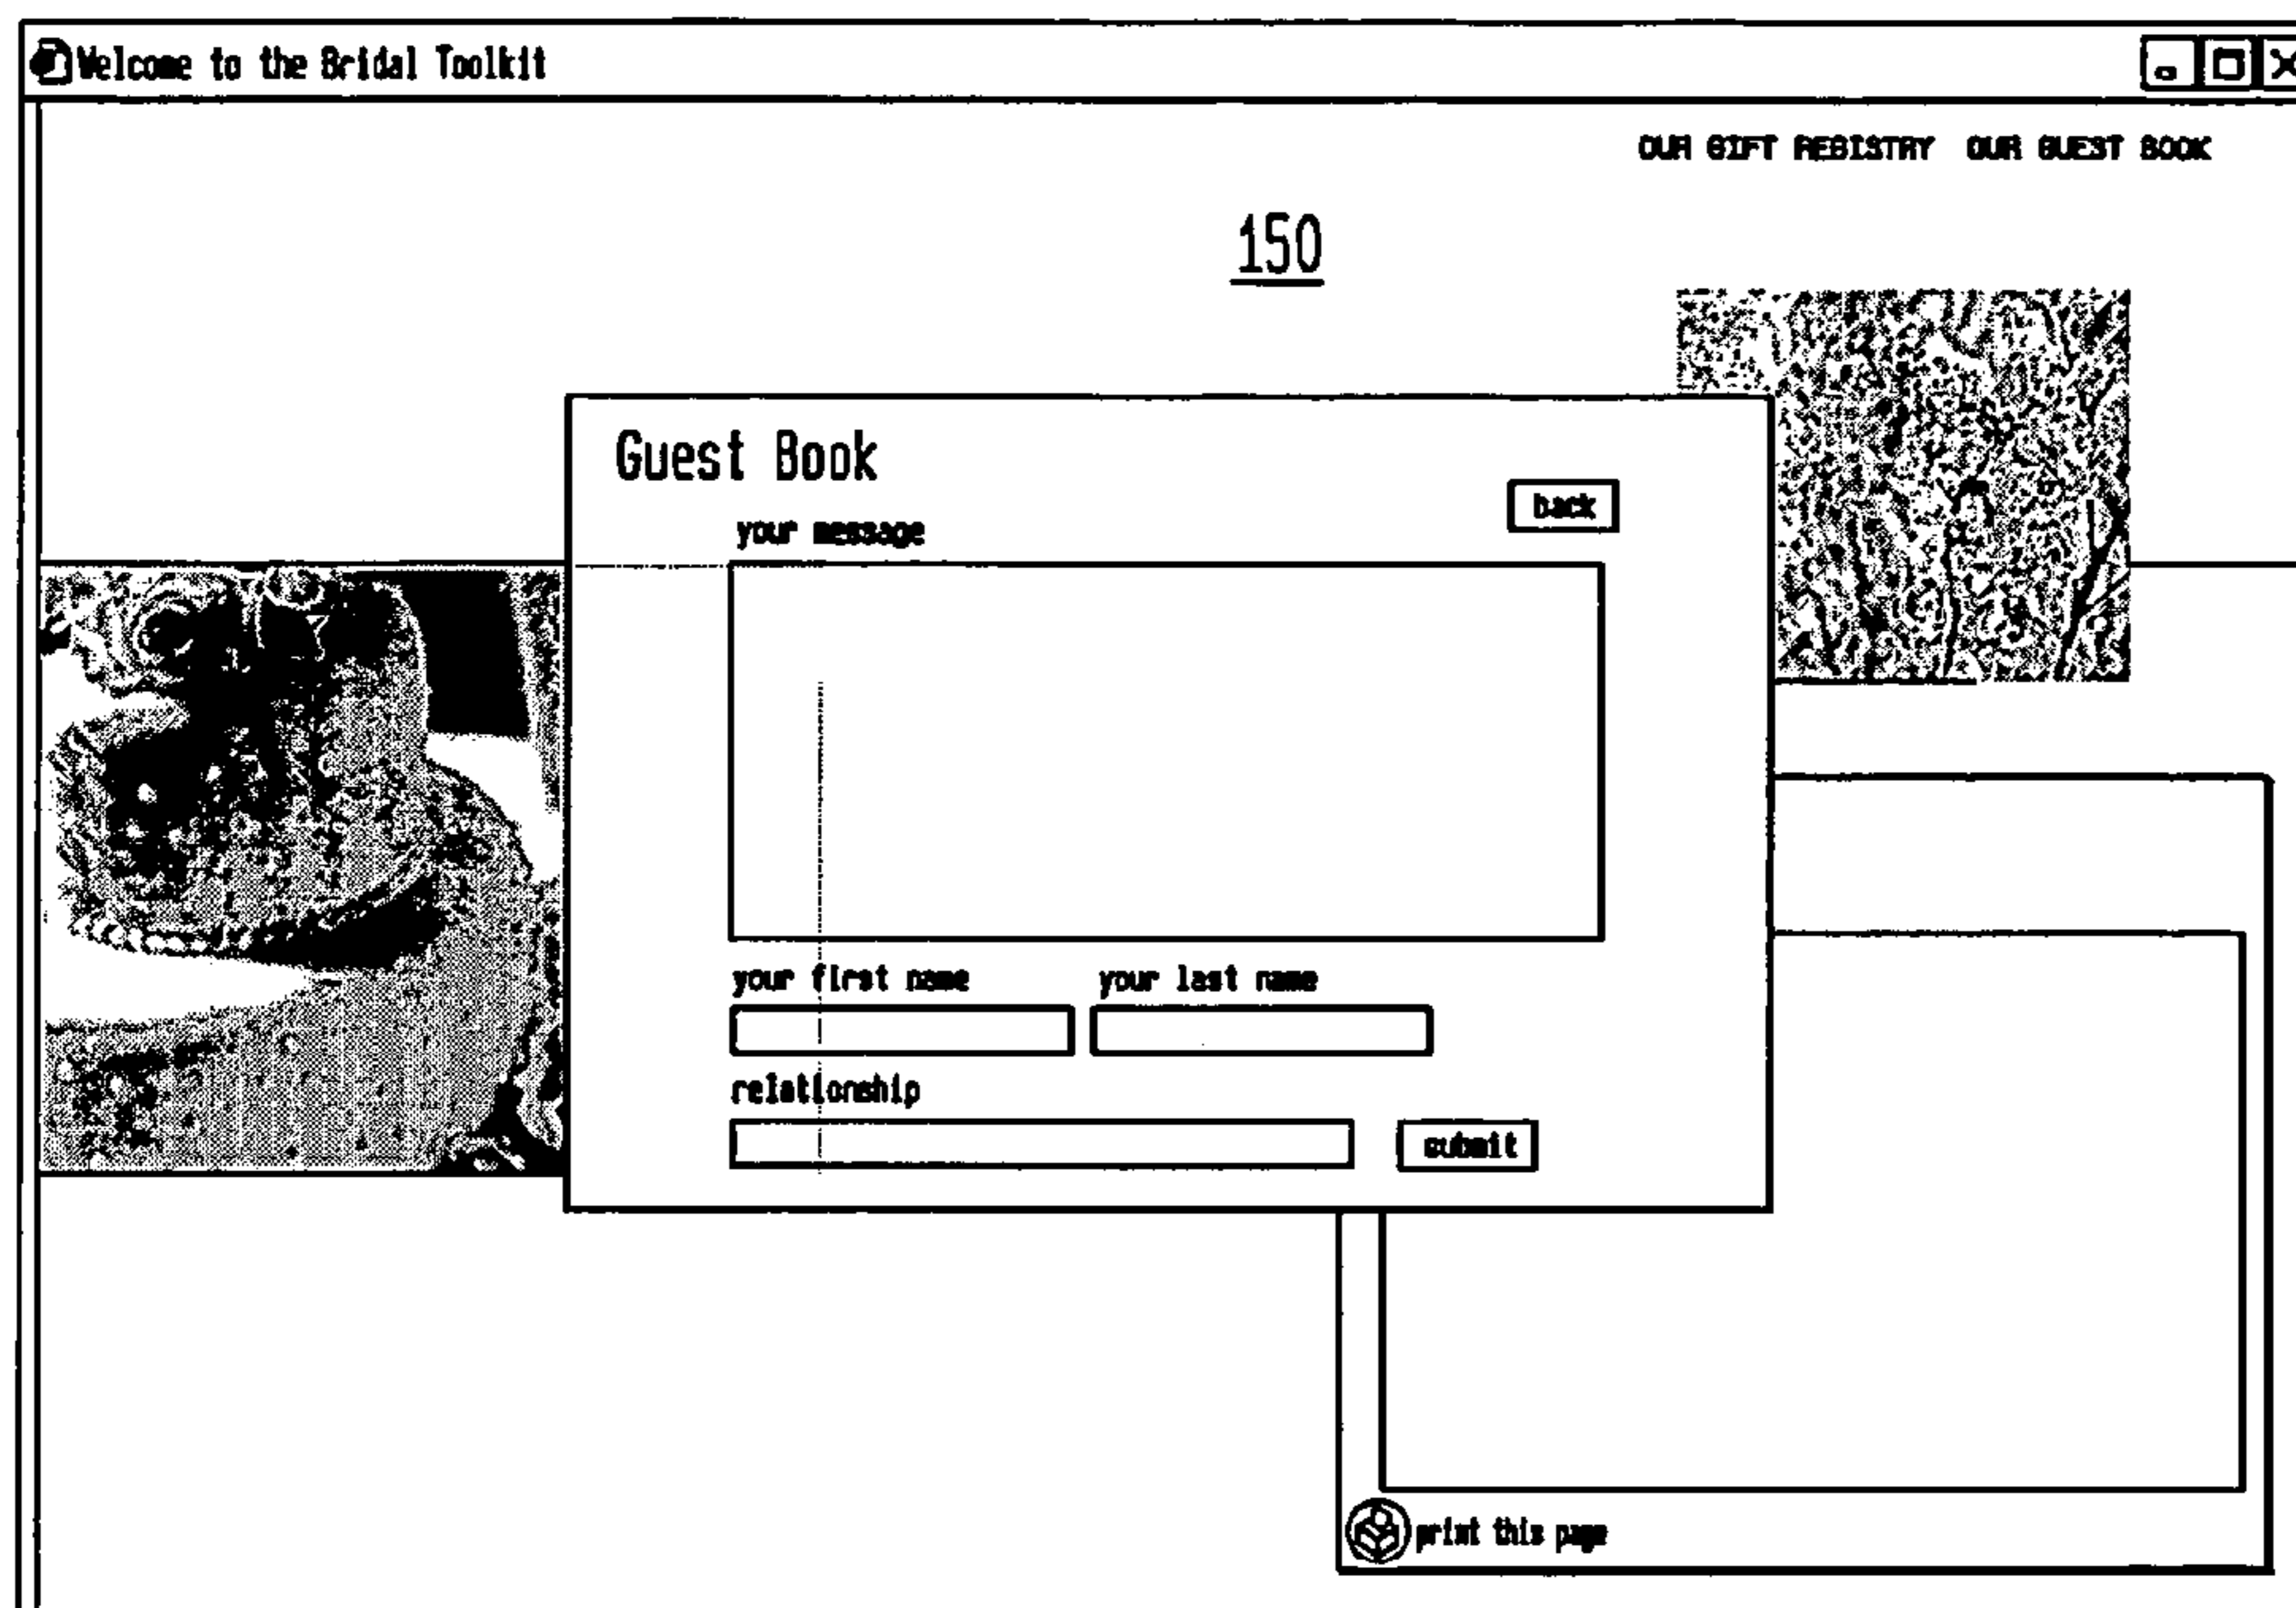 Welcome to the Bridal Toolkit
OUR GIFT REGISTRY OUR GUEST BOOK
150
Guest Book
back
your message
your first name your last name
relationship
submit
print this page